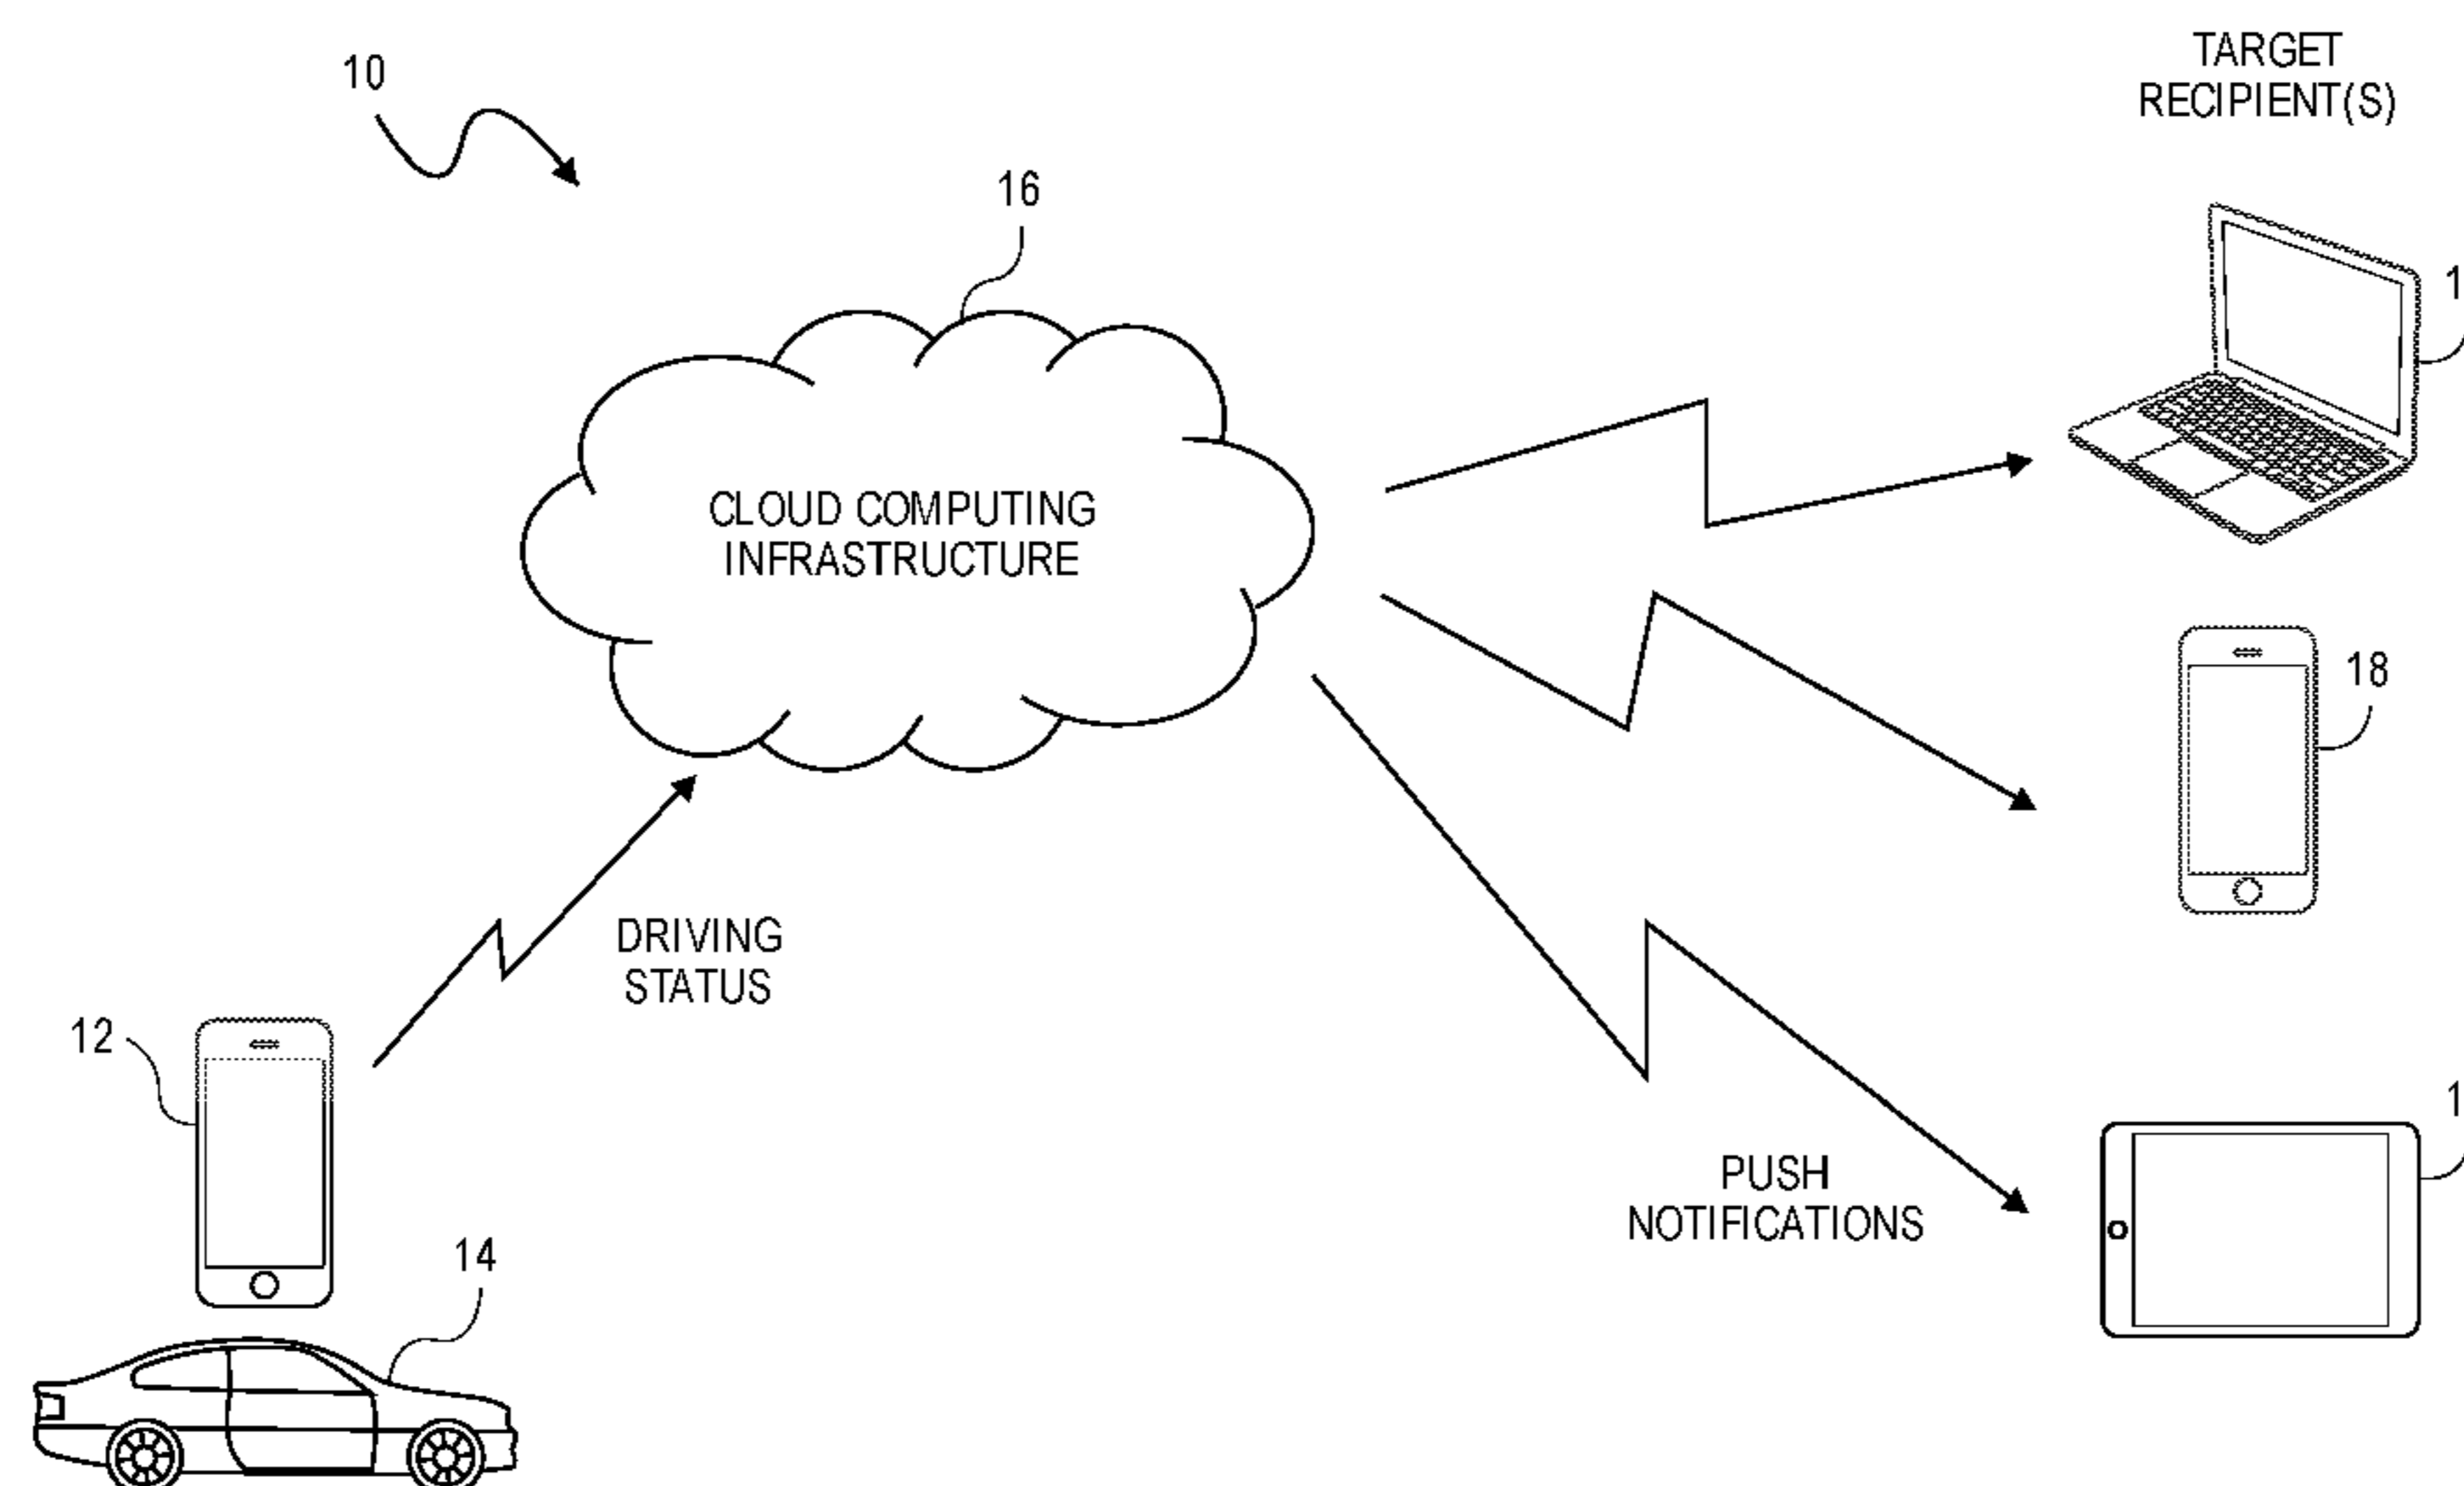 10
TARGET
RECIPIENT(S)
16
CLOUD COMPUTING
INFRASTRUCTURE
18
DRIVING
STATUS
12
PUSH
NOTIFICATIONS
14